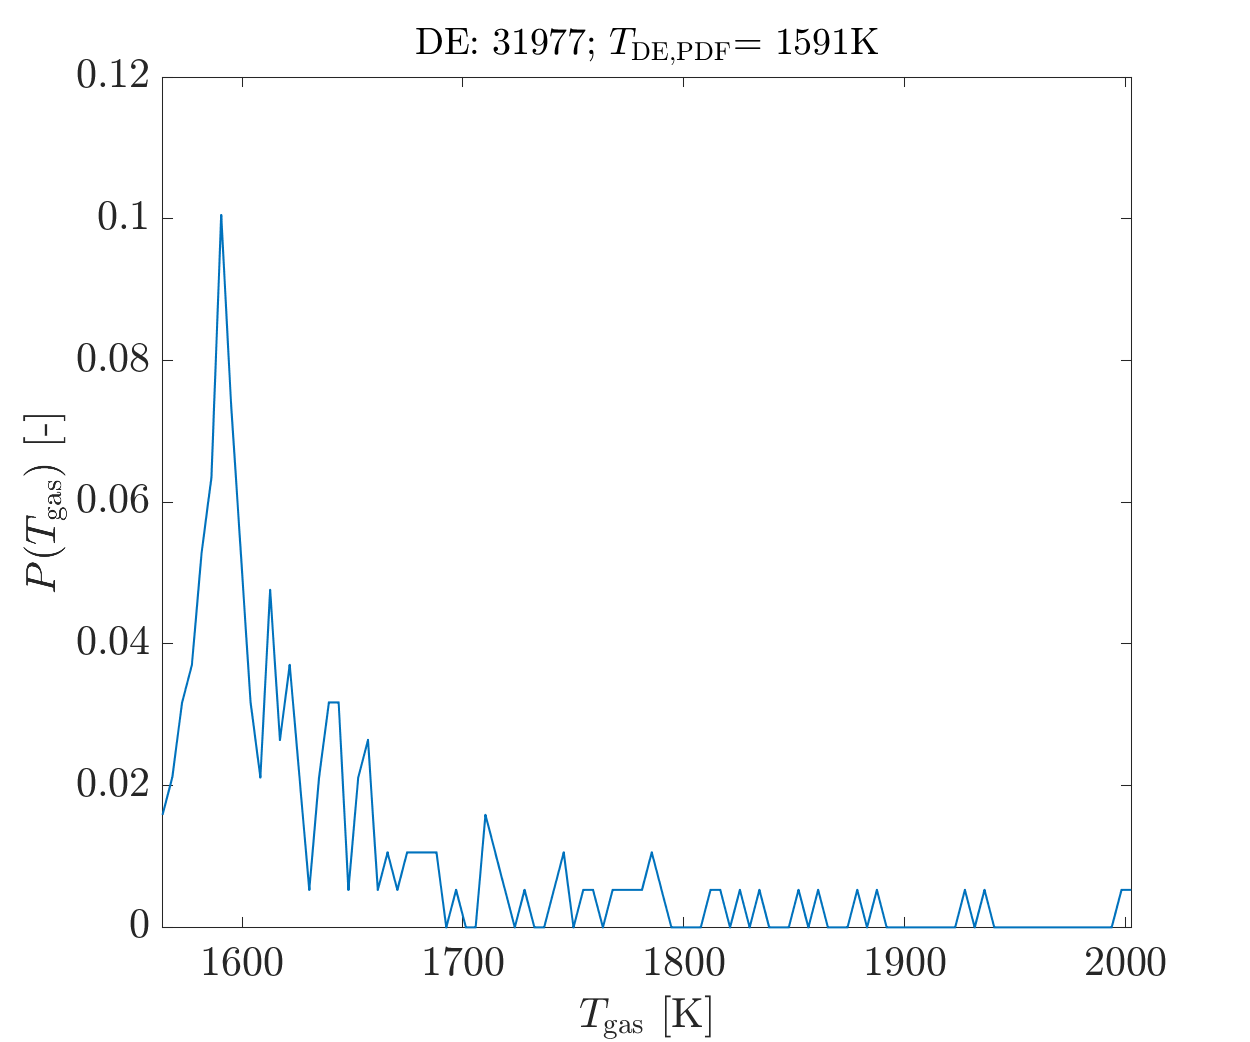 DE: 31977; T_DE,PDF= 1591K
0.12
0.1
0.08
0.06
0.04
0.02
0
P(T_gas) [-]
1600 1700 1800 1900 2000
T_gas [K]